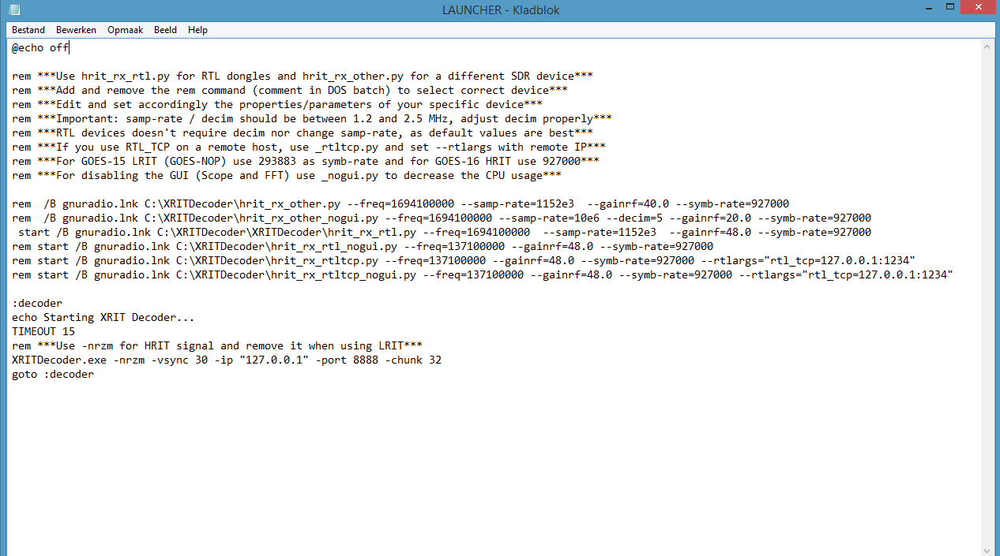 LAUNCHER - Kladblok
Bestand Bewerken Opmaak Beeld Help
@echo off
rem ***Use hrit_rx_rtl.py for RTL dongles and hrit_rx_other.py for a different SDR device***
rem ***Add and remove the rem command (comment in DOS batch) to select correct device***
rem ***Edit and set accordingly the properties/parameters of your specific device***
rem ***Important: samp-rate / decim should be between 1.2 and 2.5 MHz, adjust decim properly***
rem ***RTL devices doesn't require decim nor change samp-rate, as default values are best***
rem ***If you use RTL_TCP on a remote host, use _rtltcp.py and set --rtlargs with remote IP***
rem ***For GOES-15 LRIT (GOES-NOP) use 293883 as symb-rate and for GOES-16 HRIT use 927000***
rem ***For disabling the GUI (Scope and FFT) use _nogui.py to decrease the CPU usage***
rem  /B gnuradio.lnk C:\XRITDecoder\hrit_rx_other.py --freq=1694100000 --samp-rate=1152e3  --gainrf=40.0 --symb-rate=927000
rem  /B gnuradio.lnk C:\XRITDecoder\hrit_rx_other_nogui.py --freq=1694100000 --samp-rate=10e6 --decim=5 --gainrf=20.0 --symb-rate=927000
 start /B gnuradio.lnk C:\XRITDecoder\XRITDecoder\hrit_rx_rtl.py --freq=1694100000  --samp-rate=1152e3  --gainrf=48.0 --symb-rate=927000
rem start /B gnuradio.lnk C:\XRITDecoder\hrit_rx_rtl_nogui.py --freq=137100000 --gainrf=48.0 --symb-rate=927000
rem start /B gnuradio.lnk C:\XRITDecoder\hrit_rx_rtltcp.py --freq=137100000 --gainrf=48.0 --symb-rate=927000 --rtlargs="rtl_tcp=127.0.0.1:1234"
rem start /B gnuradio.lnk C:\XRITDecoder\hrit_rx_rtltcp_nogui.py --freq=137100000 --gainrf=48.0 --symb-rate=927000 --rtlargs="rtl_tcp=127.0.0.1:1234"
:decoder
echo Starting XRIT Decoder...
TIMEOUT 15
rem ***Use -nrzm for HRIT signal and remove it when using LRIT***
XRITDecoder.exe -nrzm -vsync 30 -ip "127.0.0.1" -port 8888 -chunk 32
goto :decoder